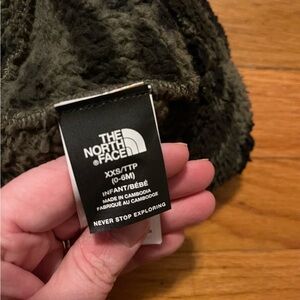 THE
NORTH
FACE
XXS/TTP
(0-6M)
INFANT/BÉBÉ
MADE IN CAMBODIA
FABRIQUÉ AU CAMBODGE
NEVER STOP EXPLORING